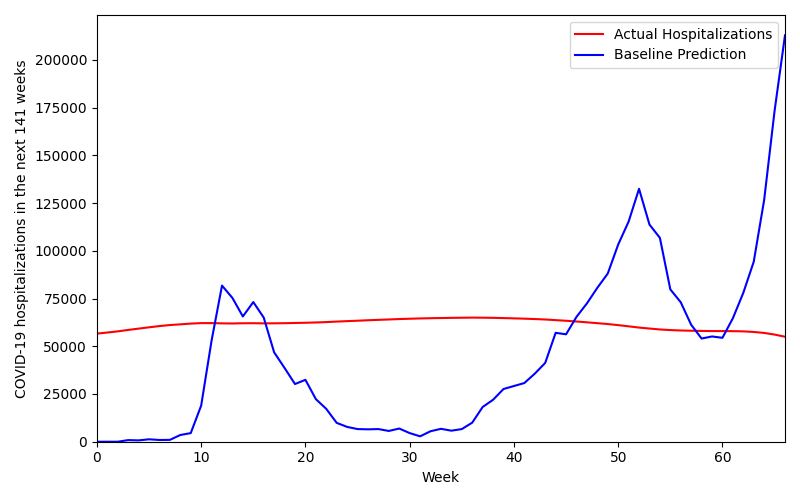 Actual Hospitalizations
Baseline Prediction
COVID-19 hospitalizations in the next 141 weeks
200000
175000
150000
125000
100000
75000
50000
25000
0
0 10 20 30 40 50 60
Week